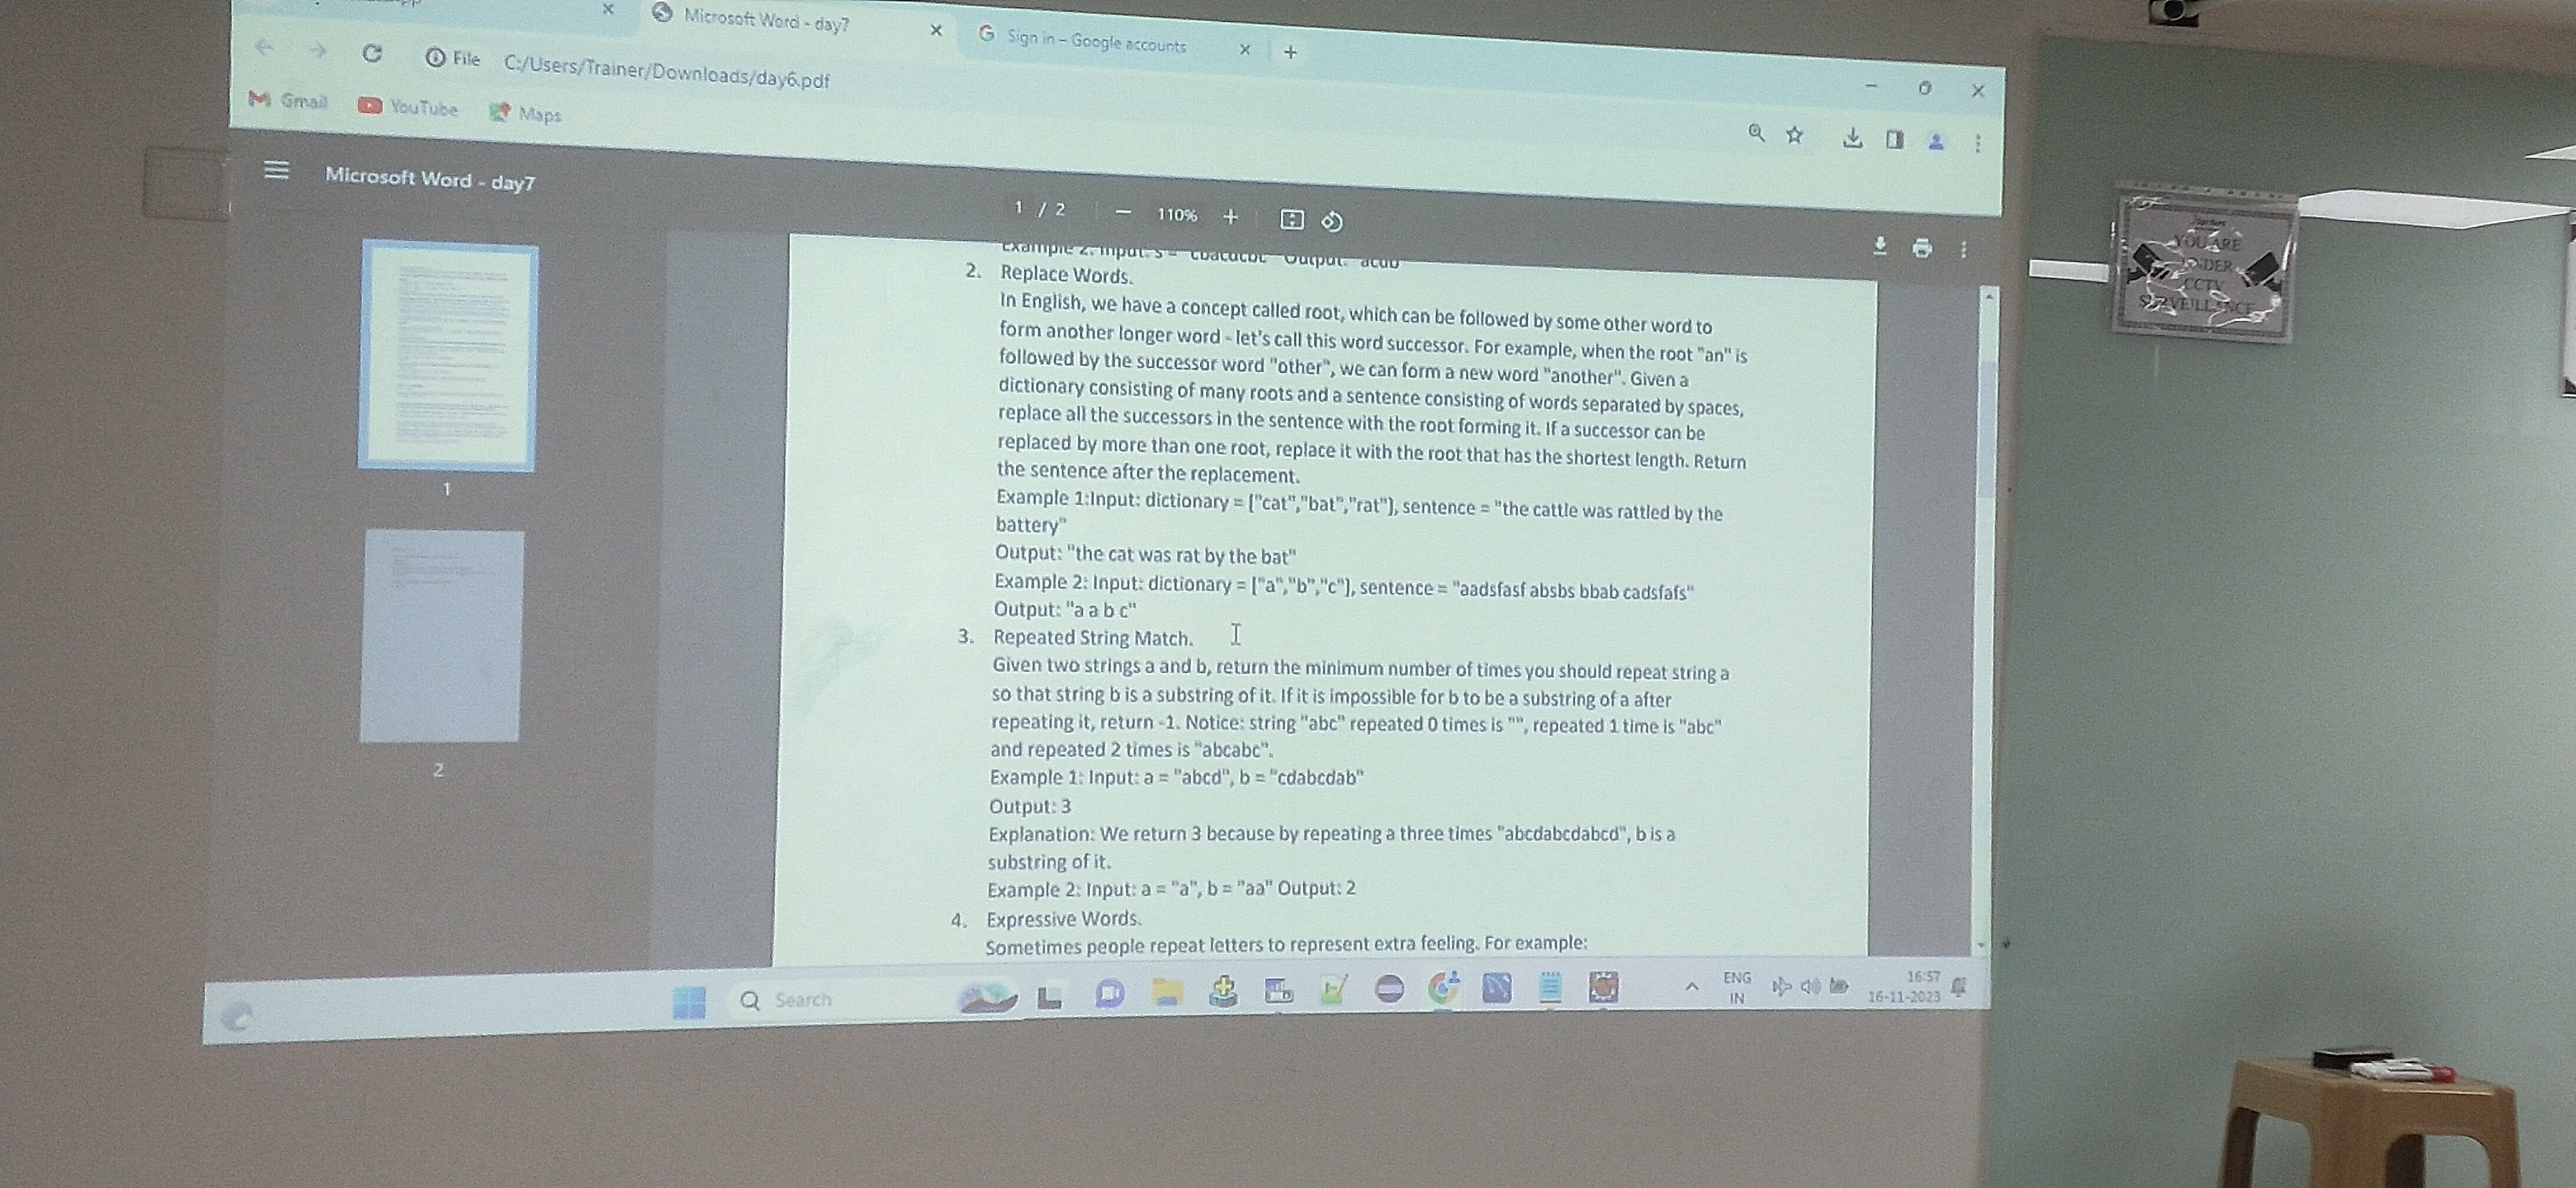 Microsoft Word - day7
Sign in – Google accounts
File C:/Users/Trainer/Downloads/day6.pdf
Gmail YouTube Maps
Microsoft Word - day7
1 / 2 110%
Example 2: Input: s = "cbacdcbc" Output: "acdb"
2. Replace Words.
In English, we have a concept called root, which can be followed by some other word to
form another longer word - let's call this word successor. For example, when the root "an" is
followed by the successor word "other", we can form a new word "another". Given a
dictionary consisting of many roots and a sentence consisting of words separated by spaces,
replace all the successors in the sentence with the root forming it. If a successor can be
replaced by more than one root, replace it with the root that has the shortest length. Return
the sentence after the replacement.
Example 1:Input: dictionary = ["cat","bat","rat"], sentence = "the cattle was rattled by the
battery"
Output: "the cat was rat by the bat"
Example 2: Input: dictionary = ["a","b","c"], sentence = "aadsfasf absbs bbab cadsfafs"
Output: "a a b c"
3. Repeated String Match.
Given two strings a and b, return the minimum number of times you should repeat string a
so that string b is a substring of it. If it is impossible for b to be a substring of a after
repeating it, return -1. Notice: string "abc" repeated 0 times is "", repeated 1 time is "abc"
and repeated 2 times is "abcabc".
Example 1: Input: a = "abcd", b = "cdabcdab"
Output: 3
Explanation: We return 3 because by repeating a three times "abcdabcdabcd", b is a
substring of it.
Example 2: Input: a = "a", b = "aa" Output: 2
4. Expressive Words.
Sometimes people repeat letters to represent extra feeling. For example:
1
2
Search
ENG
IN
16:57
16-11-2023
YOU ARE
UNDER
CCTV
SURVEILLANCE